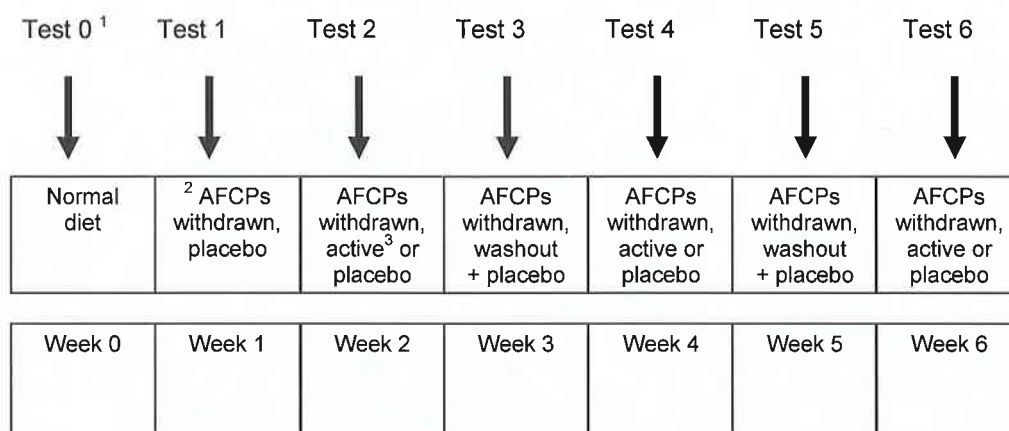 Test 0 ¹ Test 1 Test 2 Test 3 Test 4 Test 5 Test 6
Normal diet
² AFCPs withdrawn, placebo
AFCPs withdrawn, active³ or placebo
AFCPs withdrawn, washout + placebo
AFCPs withdrawn, active or placebo
AFCPs withdrawn, washout + placebo
AFCPs withdrawn, active or placebo
Week 0 Week 1 Week 2 Week 3 Week 4 Week 5 Week 6